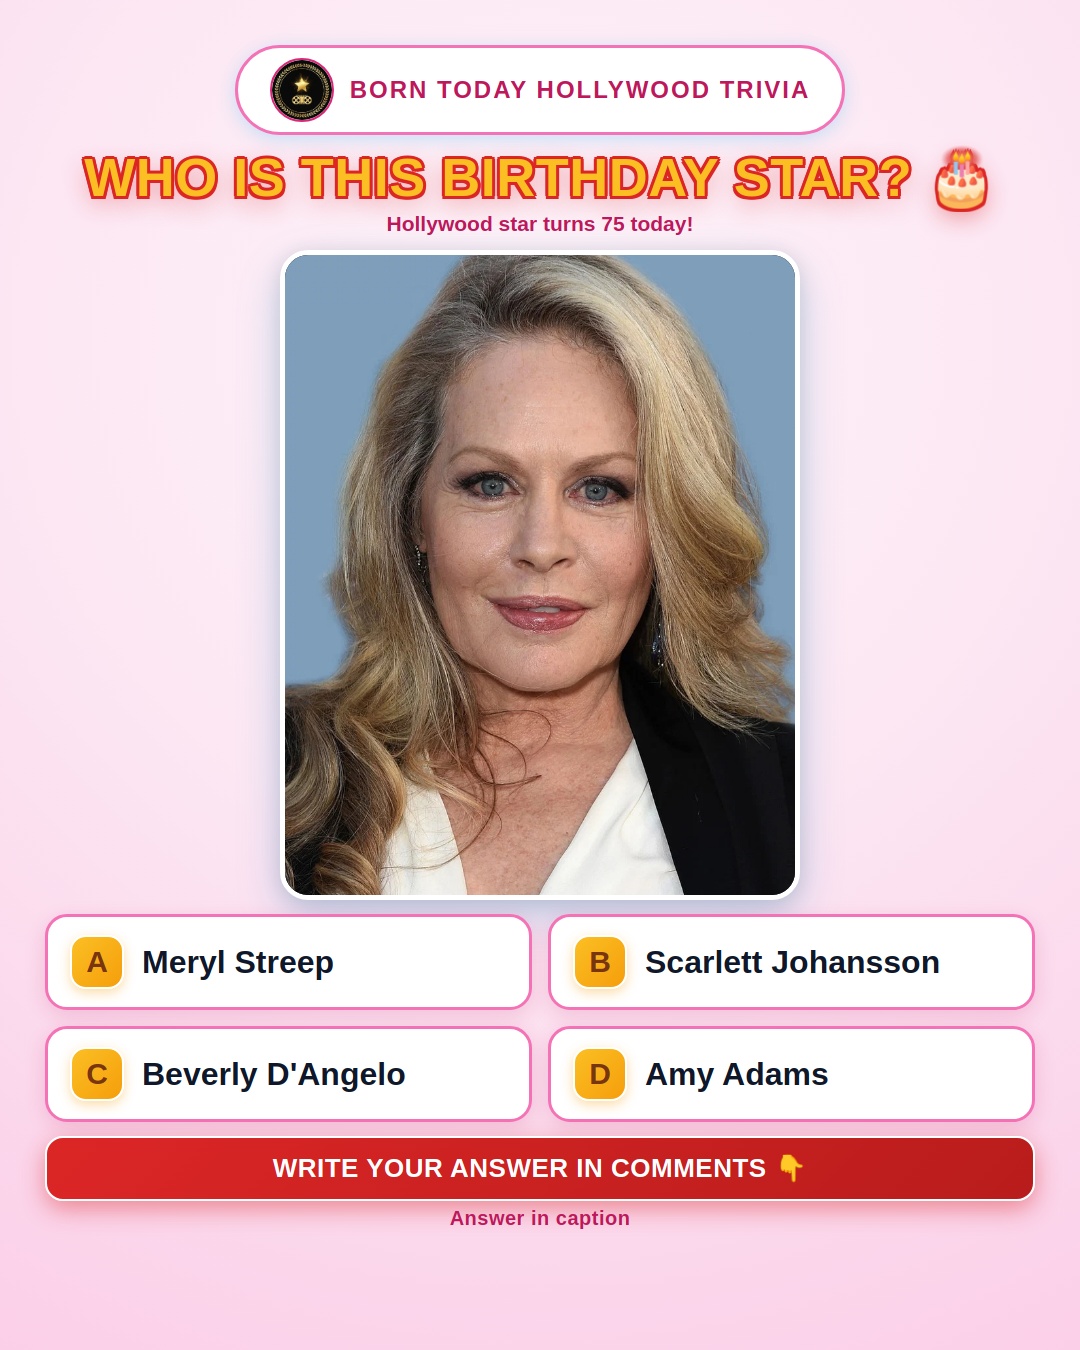 BORN TODAY HOLLYWOOD TRIVIA
WHO IS THIS BIRTHDAY STAR? 🎂
Hollywood star turns 75 today!
A Meryl Streep
B Scarlett Johansson
C Beverly D'Angelo
D Amy Adams
WRITE YOUR ANSWER IN COMMENTS 👇
Answer in caption